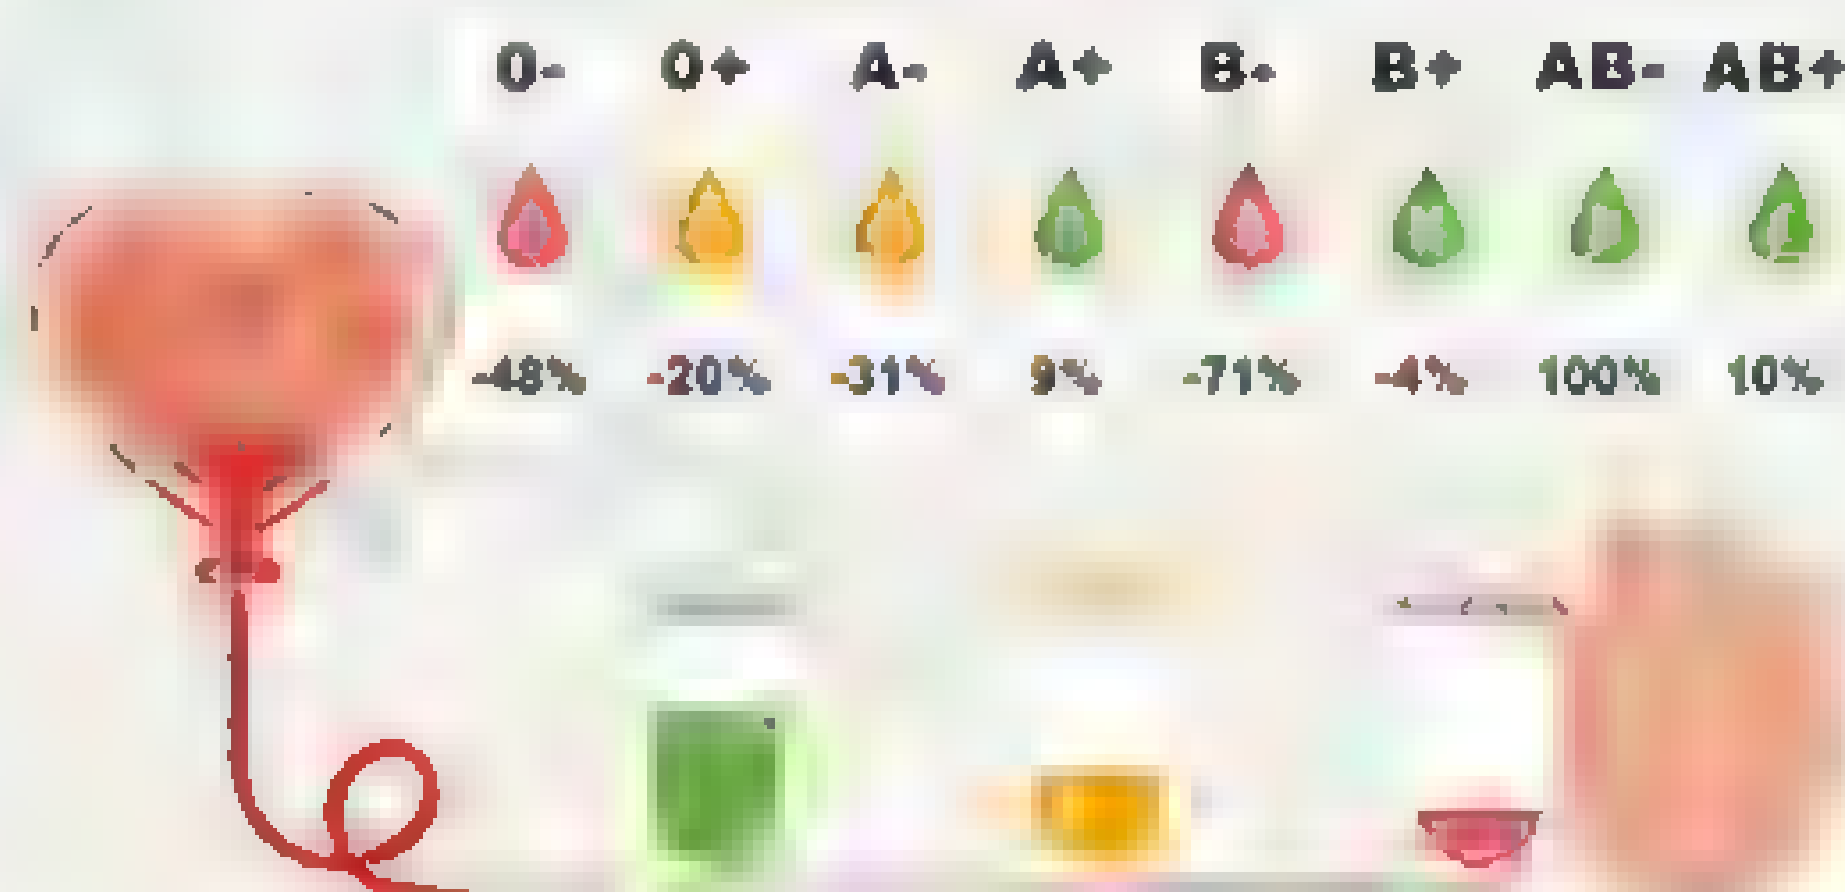 0- 0+ A- A+ B- B+ AB- AB+
-48% -20% -31% 9% -71% -4% 100% 10%